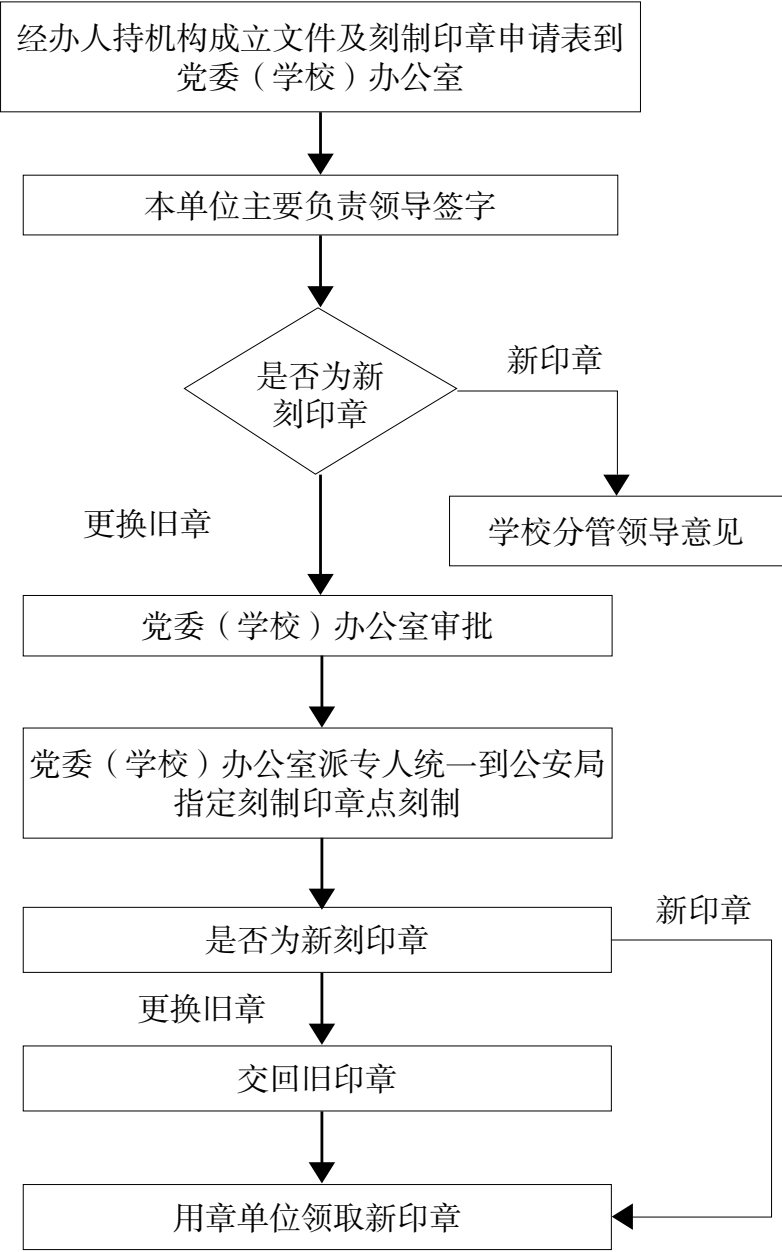 经办人持机构成立文件及刻制印章申请表到
党委（学校）办公室
本单位主要负责领导签字
是否为新
刻印章
新印章
更换旧章
学校分管领导意见
党委（学校）办公室审批
党委（学校）办公室派专人统一到公安局
指定刻制印章点刻制
是否为新刻印章
新印章
更换旧章
交回旧印章
用章单位领取新印章